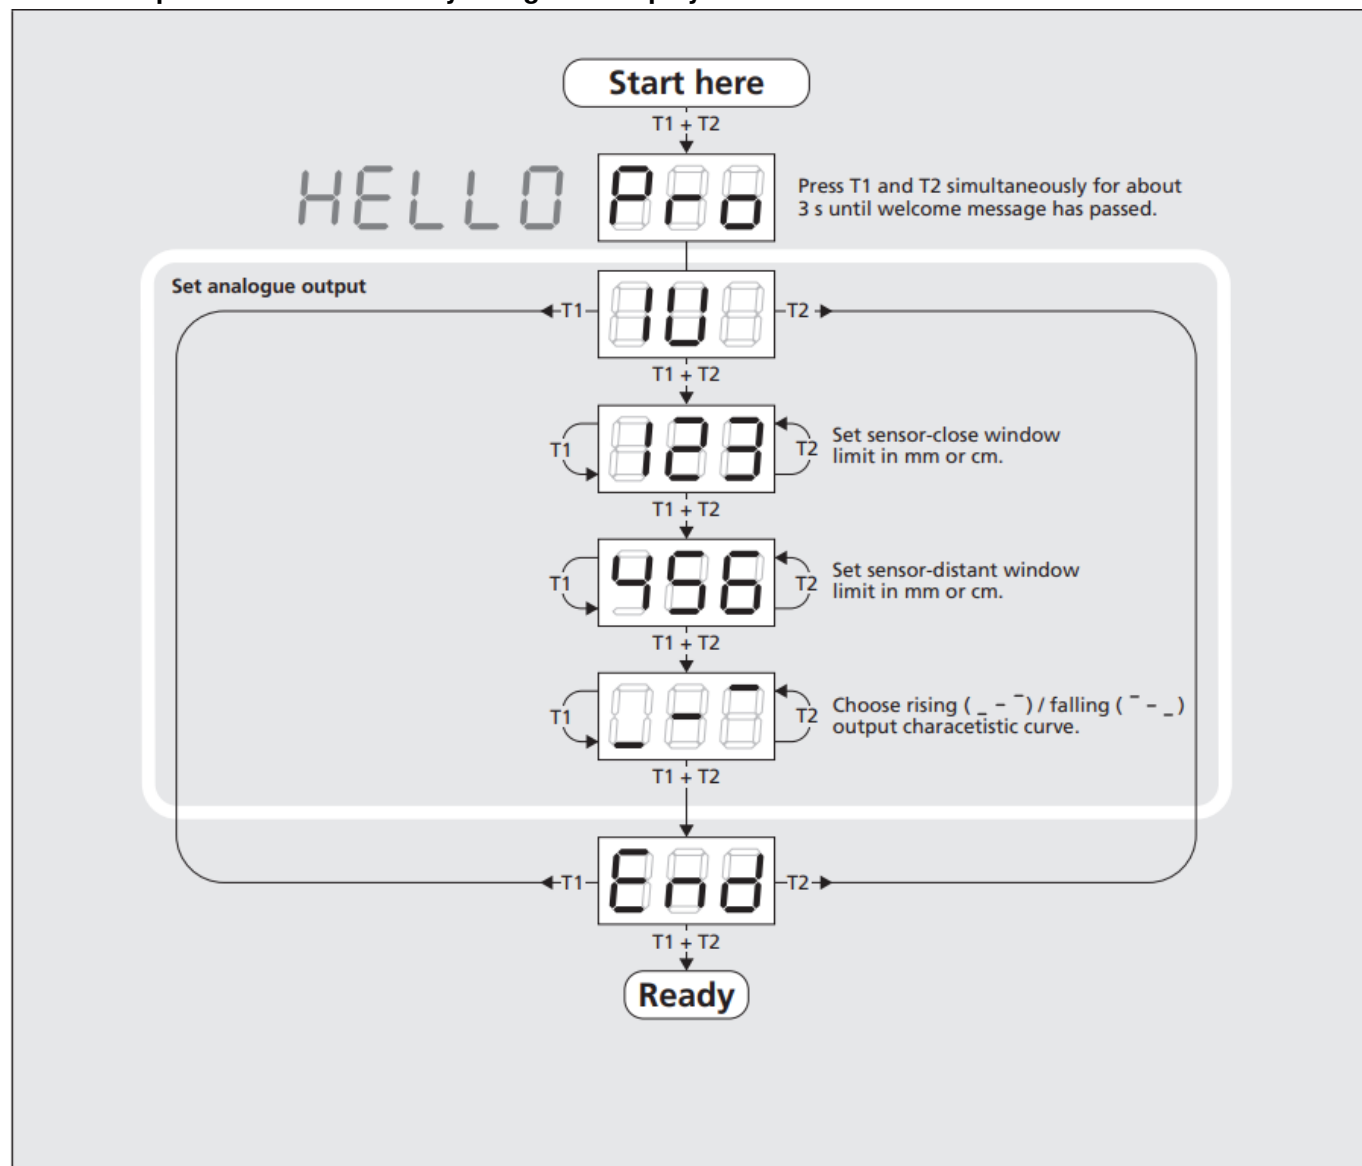 Start here
T1 + T2
HELLO Pro
Press T1 and T2 simultaneously for about
3 s until welcome message has passed.
Set analogue output
T1
IU
T2
T1 + T2
T1
123
T2
Set sensor-close window
limit in mm or cm.
T1 + T2
T1
456
T2
Set sensor-distant window
limit in mm or cm.
T1 + T2
T1
_ - ¯
T2
Choose rising ( _ - ¯ ) / falling ( ¯ - _ )
output characetistic curve.
T1 + T2
T1
End
T2
T1 + T2
Ready